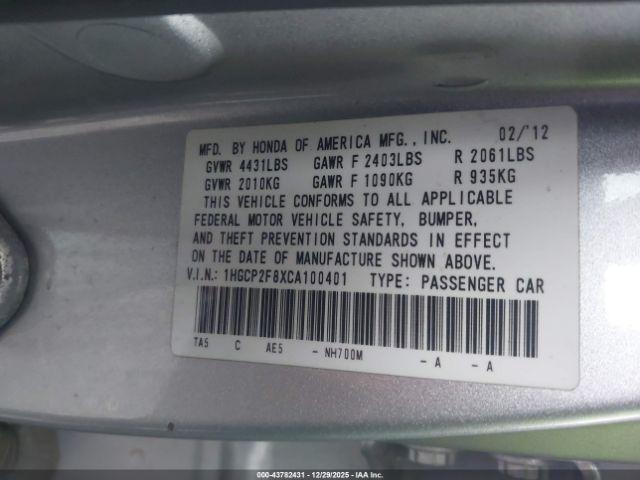 MFD. BY HONDA OF AMERICA MFG., INC. 02/'12
GVWR 4431LBS GAWR F 2403LBS R 2061LBS
GVWR 2010KG GAWR F 1090KG R 935KG
THIS VEHICLE CONFORMS TO ALL APPLICABLE
FEDERAL MOTOR VEHICLE SAFETY, BUMPER,
AND THEFT PREVENTION STANDARDS IN EFFECT
ON THE DATE OF MANUFACTURE SHOWN ABOVE.
V.I.N.: 1HGCP2F8XCA100401 TYPE: PASSENGER CAR
TA5 C AE5 - NH700M - A - A
000-43782431 - 12/29/2025 - IAAI.COM